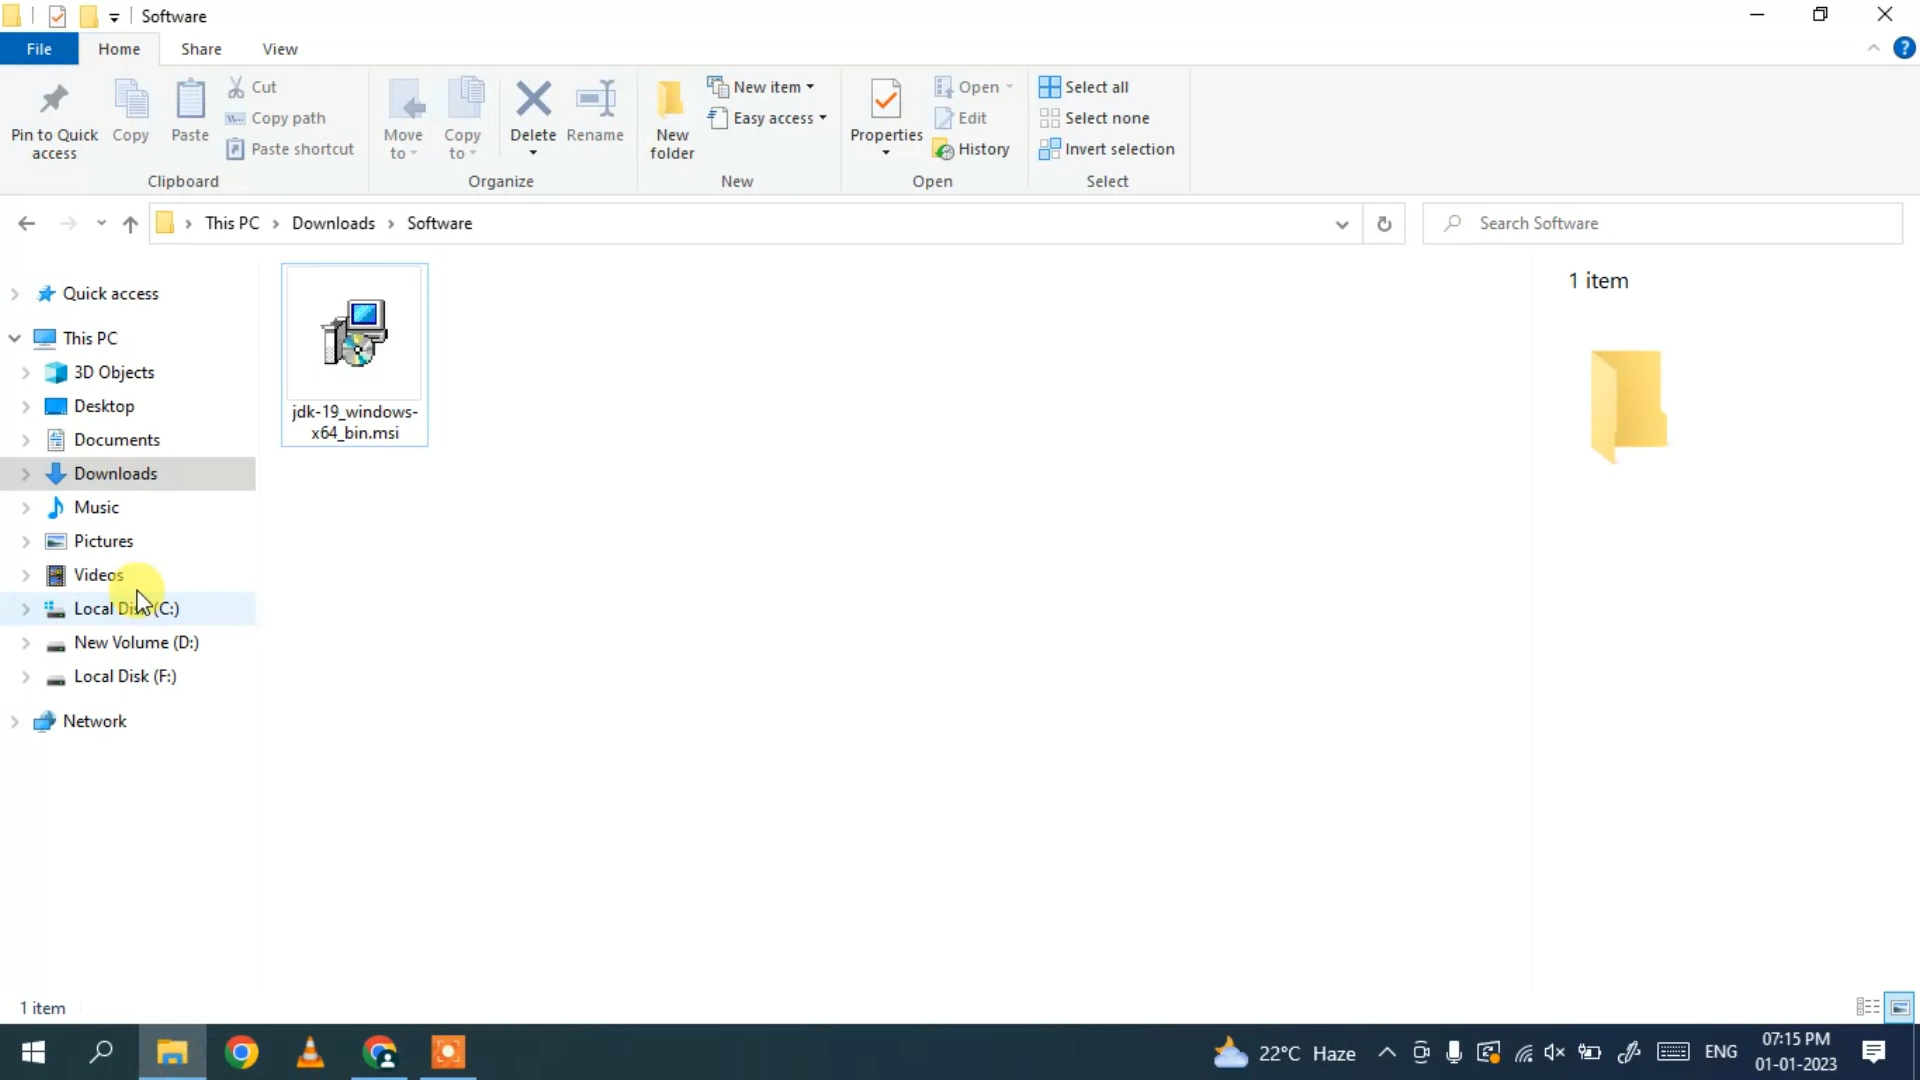 Software
File
Home
Share
View
Pin to Quick
access
Copy
Paste
Cut
Copy path
Paste shortcut
Clipboard
Move
to
Copy
to
Delete
Rename
Organize
New
folder
New item
Easy access
New
Properties
Open
Edit
History
Open
Select all
Select none
Invert selection
Select
This PC > Downloads > Software
Search Software
Quick access
This PC
3D Objects
Desktop
Documents
Downloads
Music
Pictures
Videos
Local Disk (C:)
New Volume (D:)
Local Disk (F:)
Network
jdk-19_windows-
x64_bin.msi
1 item
1 item
22°C Haze
ENG
07:15 PM
01-01-2023